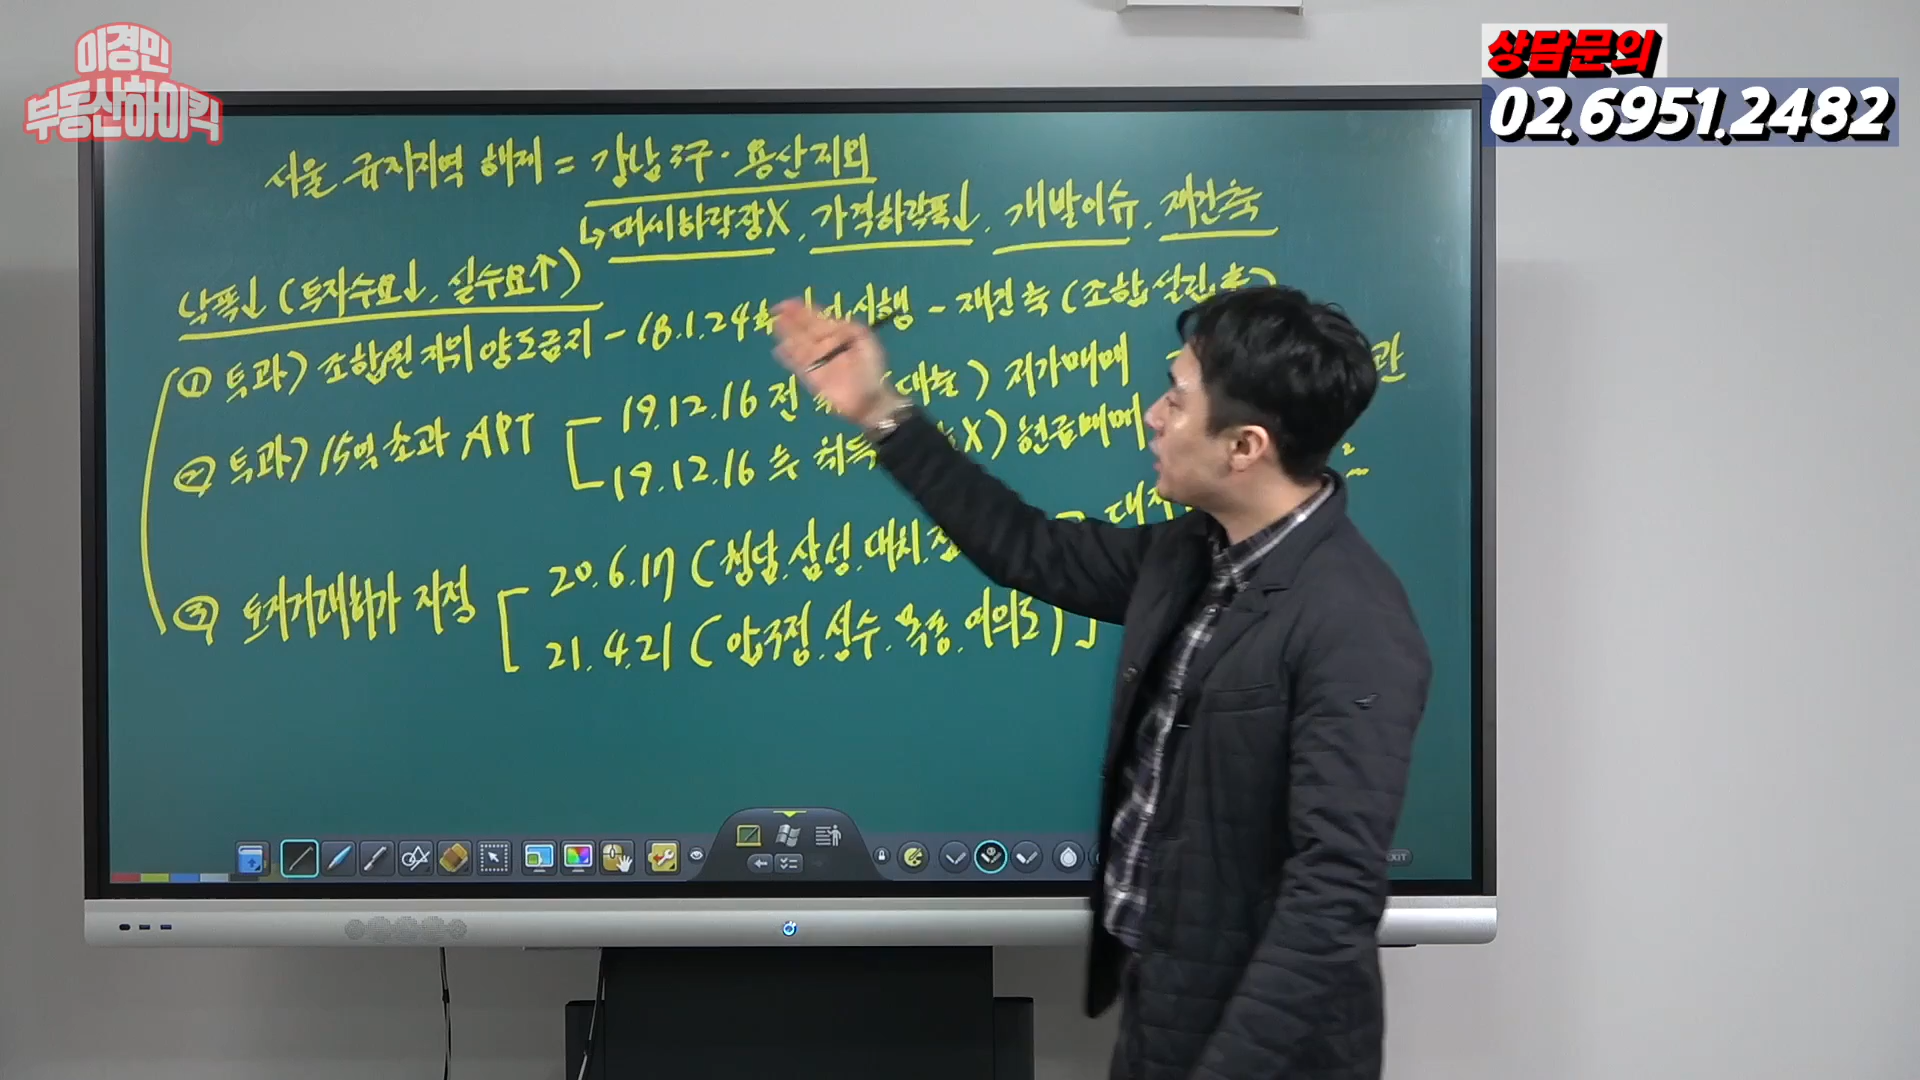 이경민
부동산하이킥
상담문의
02.6951.2482
서울 규제지역 해제 = 강남3구·용산 제외
↳ 대세하락장X, 가격하락폭↓, 개발이슈, 재건축
낙폭↓ (투자수요↓, 실수요↑)
① 투과) 조합원 지위 양도금지 - 18.1.24 시행 - 재건축 (조합설립후)
② 투과) 15억 초과 APT [ 19.12.16 전 (대출) 저가매매
19.12.16 후 취득 X) 현금매매
③ 토지거래허가 지정 [ 20.6.17 (청담.삼성.대치.
21.4.21 (압구정.성수.목동.여의도)